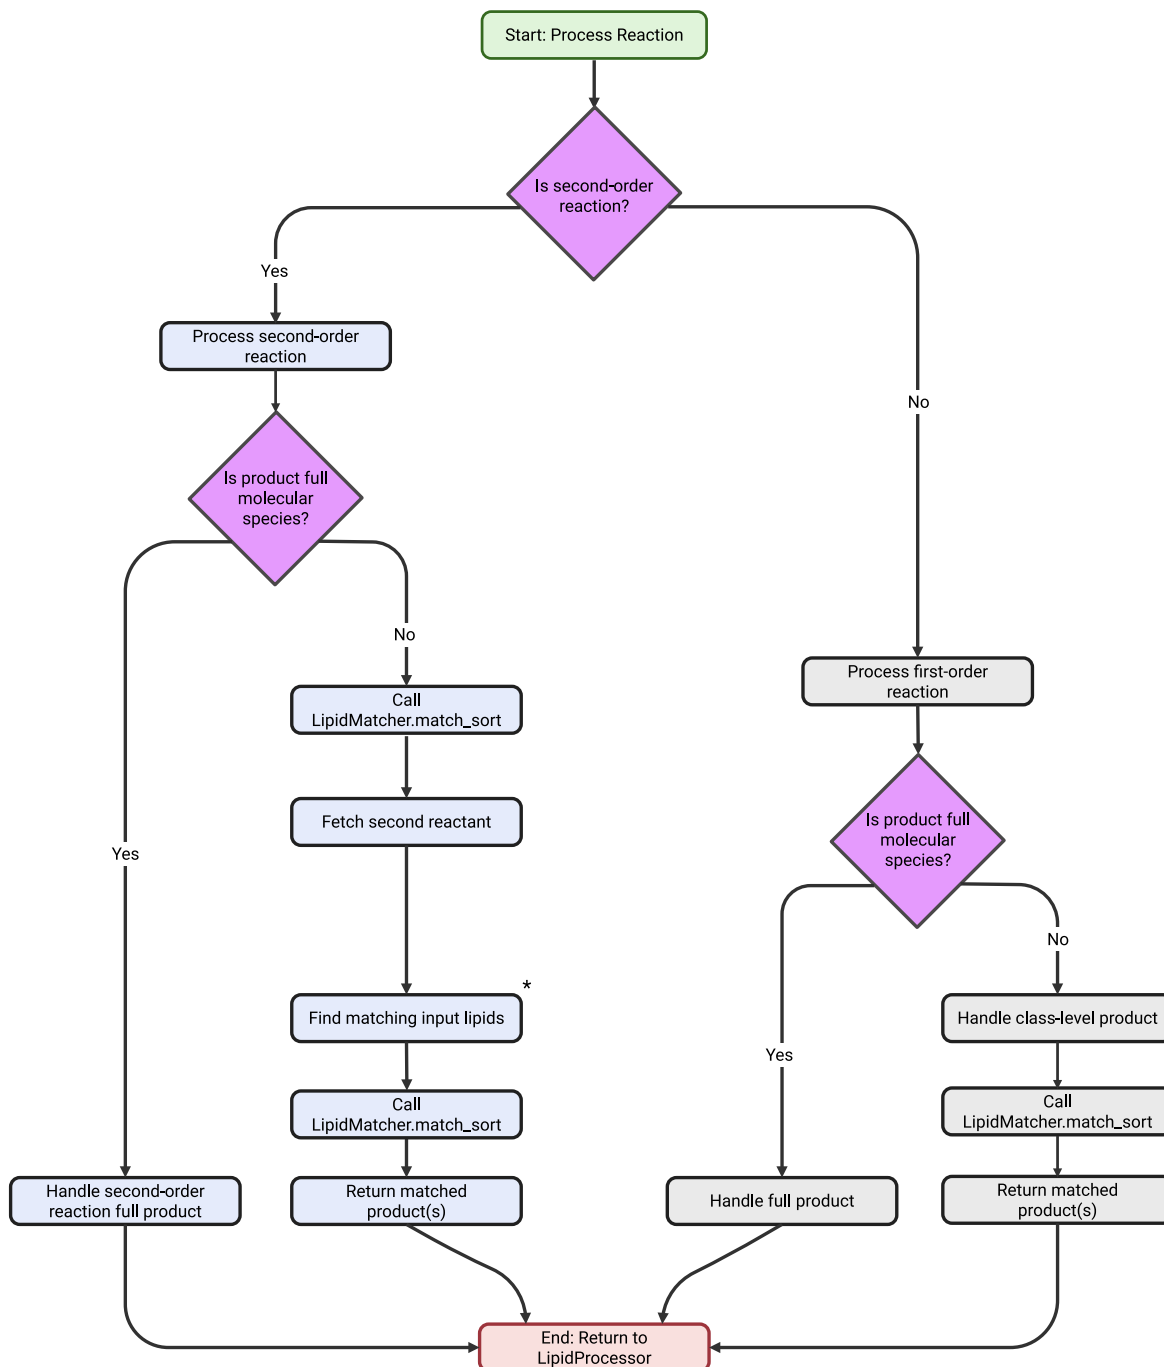 Start: Process Reaction
Is second-order
reaction?
Yes
No
Process second-order
reaction
Is product full
molecular
species?
Yes
No
Call
LipidMatcher.match_sort
Fetch second reactant
*
Find matching input lipids
Call
LipidMatcher.match_sort
Handle second-order
reaction full product
Return matched
product(s)
Process first-order
reaction
Is product full
molecular
species?
Yes
No
Handle class-level product
Call
LipidMatcher.match_sort
Handle full product
Return matched
product(s)
End: Return to
LipidProcessor